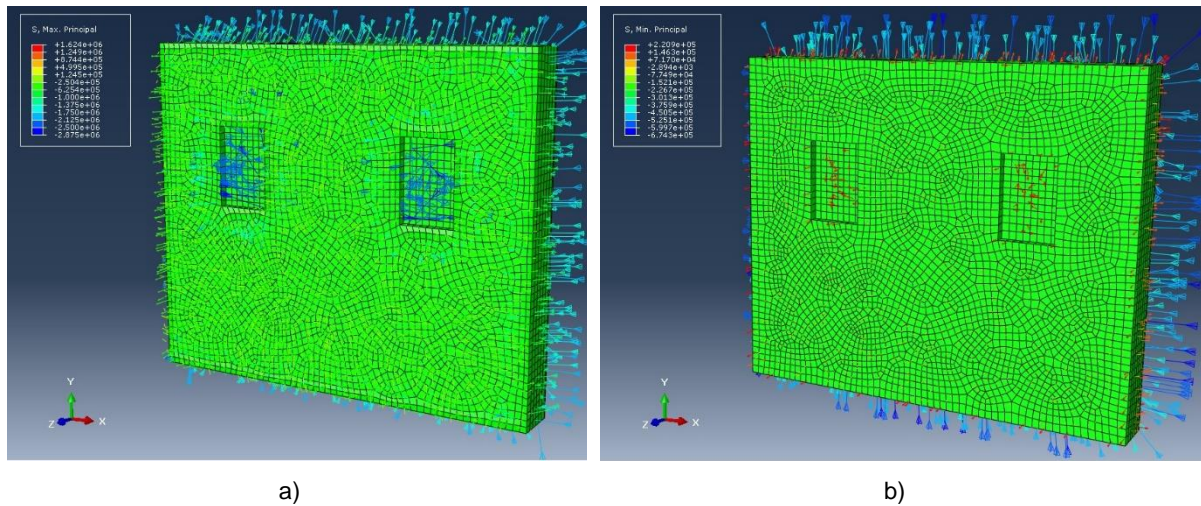 S, Max. Principal
+1.624e+06
+1.249e+06
+8.744e+05
+4.995e+05
+1.245e+05
-2.504e+05
-6.254e+05
-1.000e+06
-1.375e+06
-1.750e+06
-2.125e+06
-2.500e+06
-2.875e+06
Y
Z
X
S, Min. Principal
+2.209e+05
+1.463e+05
+7.170e+04
-2.894e+03
-7.749e+04
-1.521e+05
-2.267e+05
-3.013e+05
-3.759e+05
-4.505e+05
-5.251e+05
-5.997e+05
-6.743e+05
Y
Z
X
a)
b)